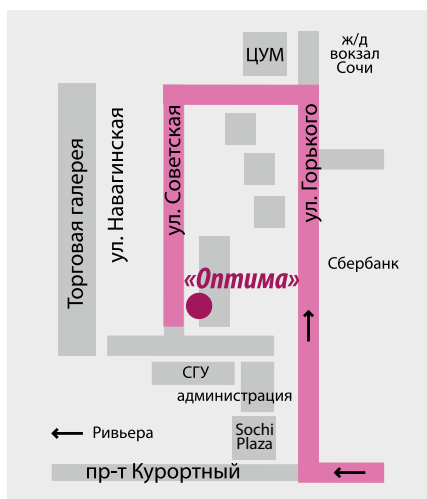 ЦУМ
ж/д
вокзал
Сочи
Торговая галерея
ул. Навагинская
ул. Советская
ул. Горького
Сбербанк
«Оптима»
СГУ
администрация
Ривьера
Sochi
Plaza
пр-т Курортный